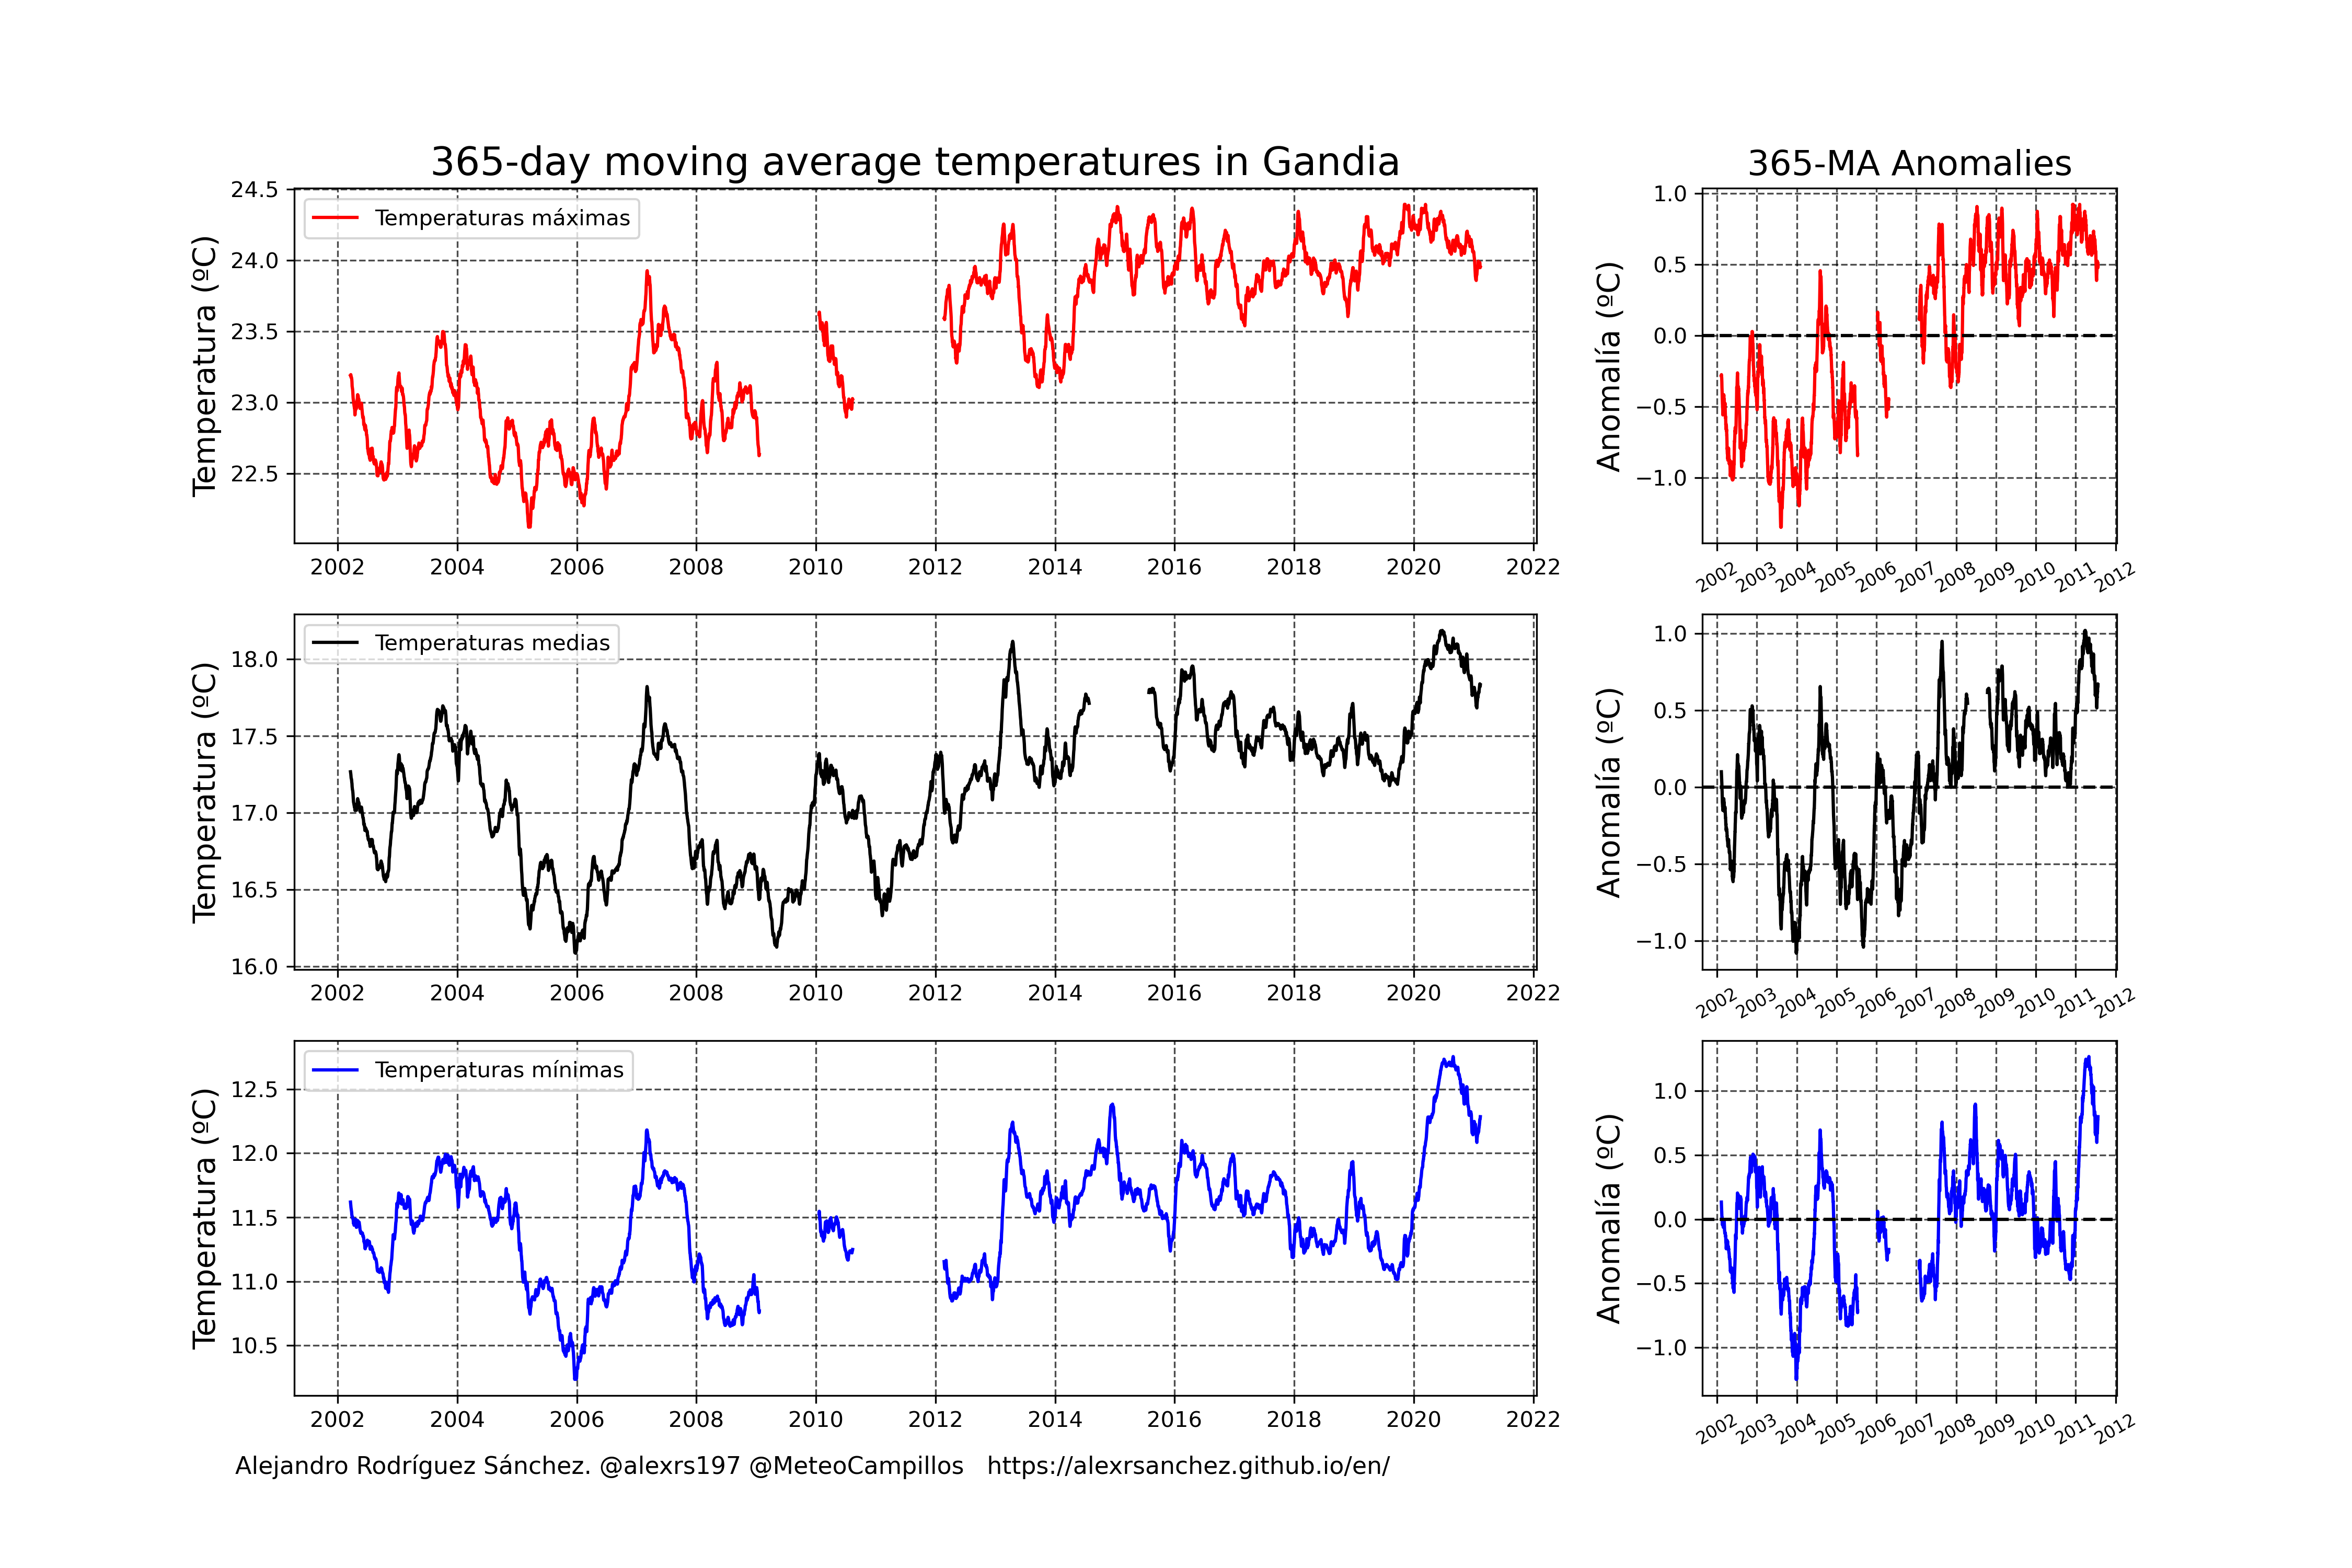 365-day moving average temperatures in Gandia
365-MA Anomalies
Temperatura (ºC)
24.5
24.0
23.5
23.0
22.5
Temperaturas máximas
2002 2004 2006 2008 2010 2012 2014 2016 2018 2020 2022
Anomalía (ºC)
1.0
0.5
0.0
−0.5
−1.0
2002 2003 2004 2005 2006 2007 2008 2009 2010 2011 2012
Temperatura (ºC)
18.0
17.5
17.0
16.5
16.0
Temperaturas medias
2002 2004 2006 2008 2010 2012 2014 2016 2018 2020 2022
Anomalía (ºC)
1.0
0.5
0.0
−0.5
−1.0
2002 2003 2004 2005 2006 2007 2008 2009 2010 2011 2012
Temperatura (ºC)
12.5
12.0
11.5
11.0
10.5
Temperaturas mínimas
2002 2004 2006 2008 2010 2012 2014 2016 2018 2020 2022
Anomalía (ºC)
1.0
0.5
0.0
−0.5
−1.0
2002 2003 2004 2005 2006 2007 2008 2009 2010 2011 2012
Alejandro Rodríguez Sánchez. @alexrs197 @MeteoCampillos https://alexrsanchez.github.io/en/